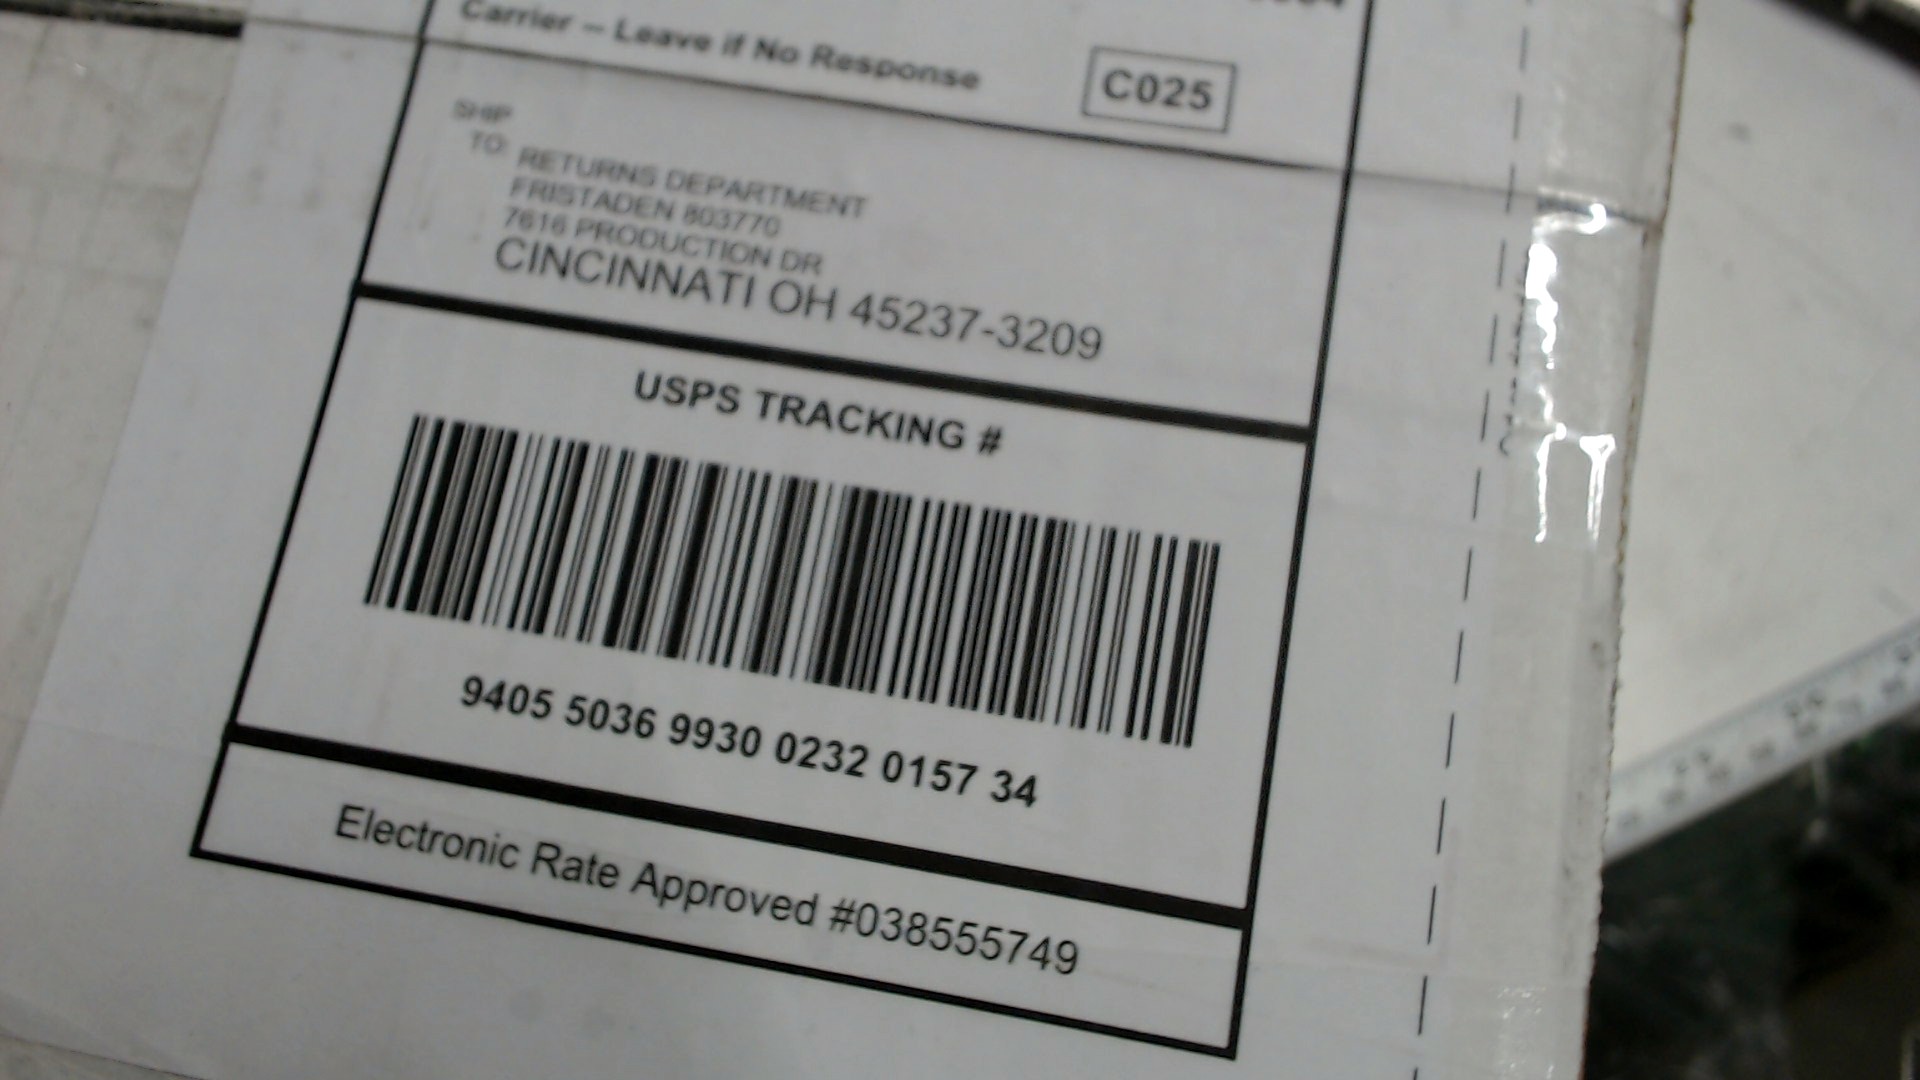 Carrier -- Leave if No Response
C025
SHIP
TO:
RETURNS DEPARTMENT
FRISTADEN 803770
7616 PRODUCTION DR
CINCINNATI OH 45237-3209
USPS TRACKING #
9405 5036 9930 0232 0157 34
Electronic Rate Approved #038555749